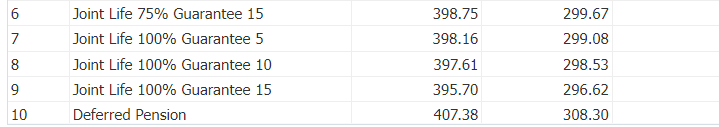 6 Joint Life 75% Guarantee 15 398.75 299.67
7 Joint Life 100% Guarantee 5 398.16 299.08
8 Joint Life 100% Guarantee 10 397.61 298.53
9 Joint Life 100% Guarantee 15 395.70 296.62
10 Deferred Pension 407.38 308.30